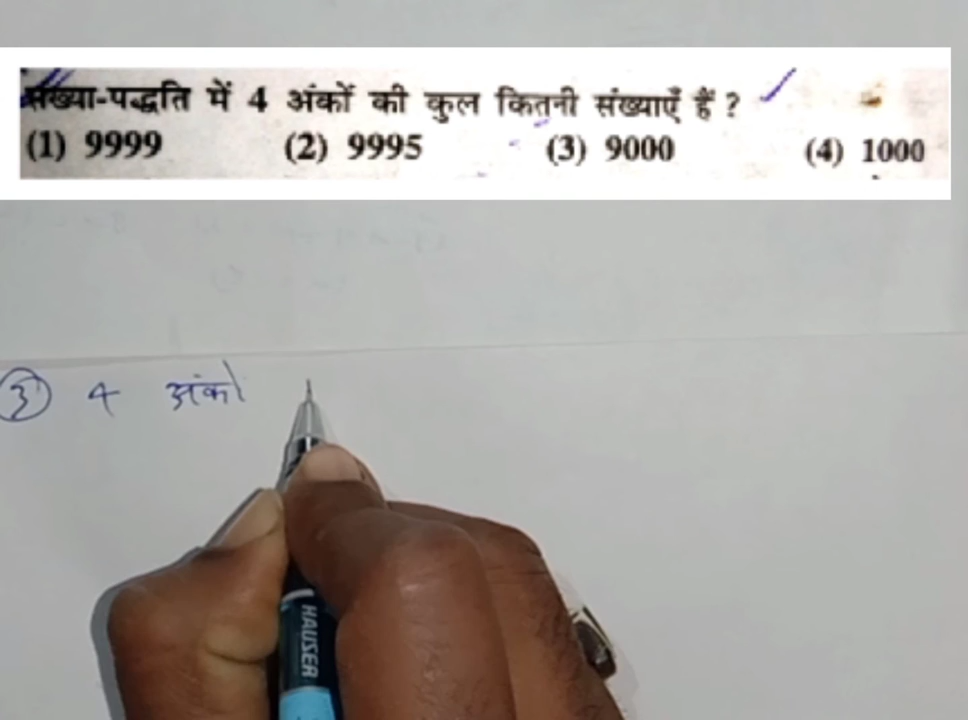 संख्या-पद्धति में 4 अंकों की कुल कितनी संख्याएँ हैं ?
(1) 9999 (2) 9995 (3) 9000 (4) 1000
③ 4 अंको
HAUSER